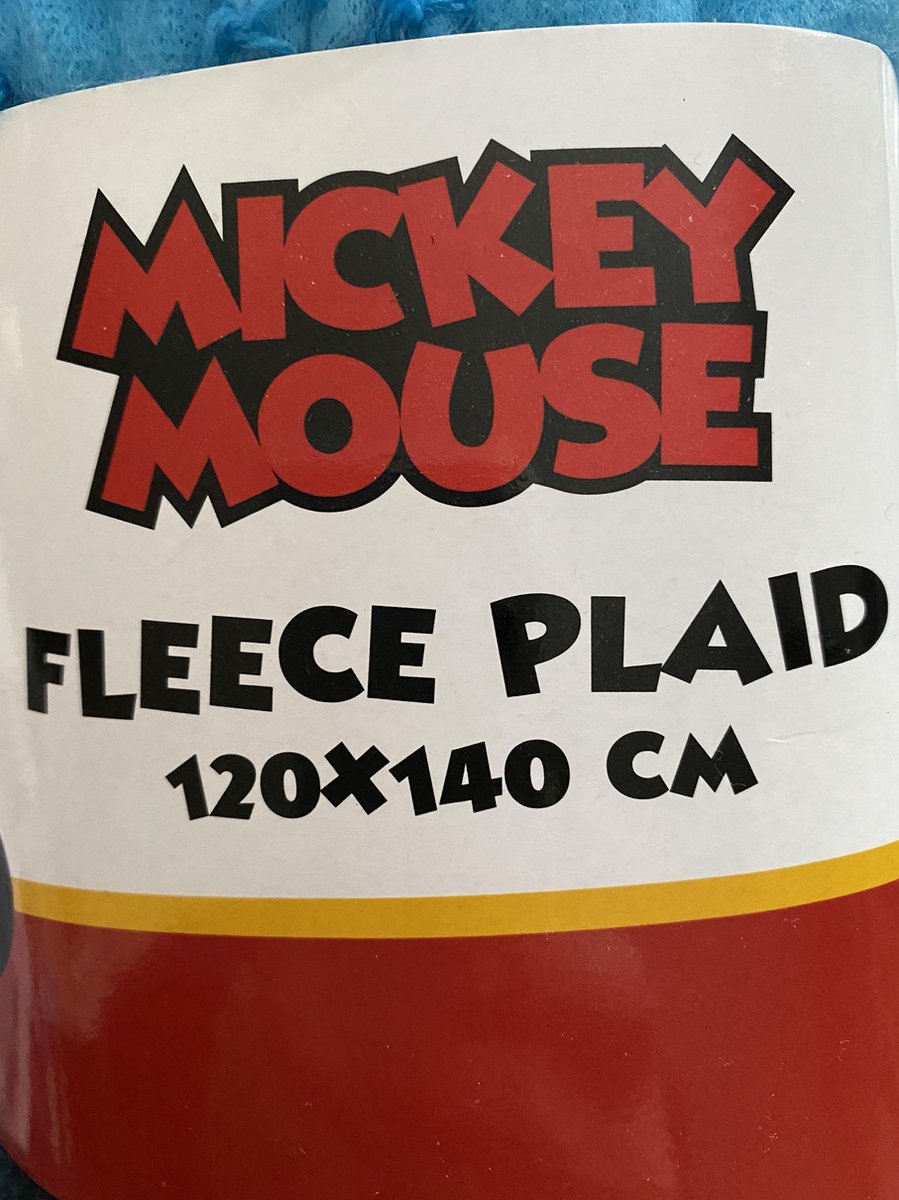 MICKEY
MOUSE
FLEECE PLAID
120X140 CM